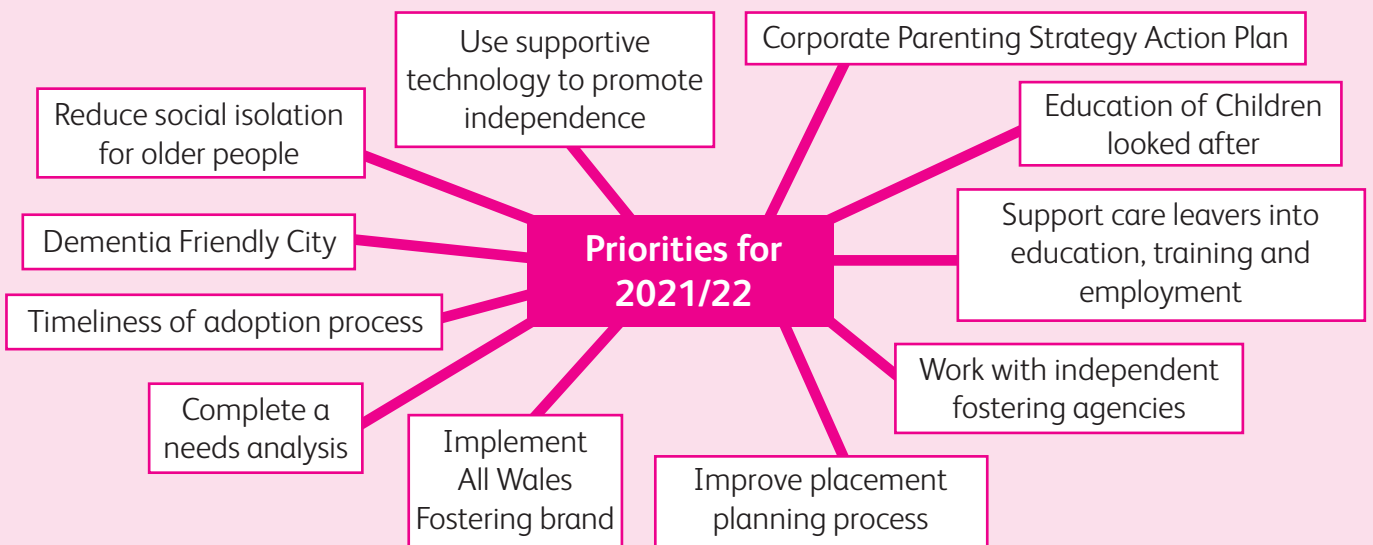 Priorities for
2021/22
Use supportive
technology to promote
independence
Corporate Parenting Strategy Action Plan
Education of Children
looked after
Support care leavers into
education, training and
employment
Work with independent
fostering agencies
Improve placement
planning process
Implement
All Wales
Fostering brand
Complete a
needs analysis
Timeliness of adoption process
Dementia Friendly City
Reduce social isolation
for older people